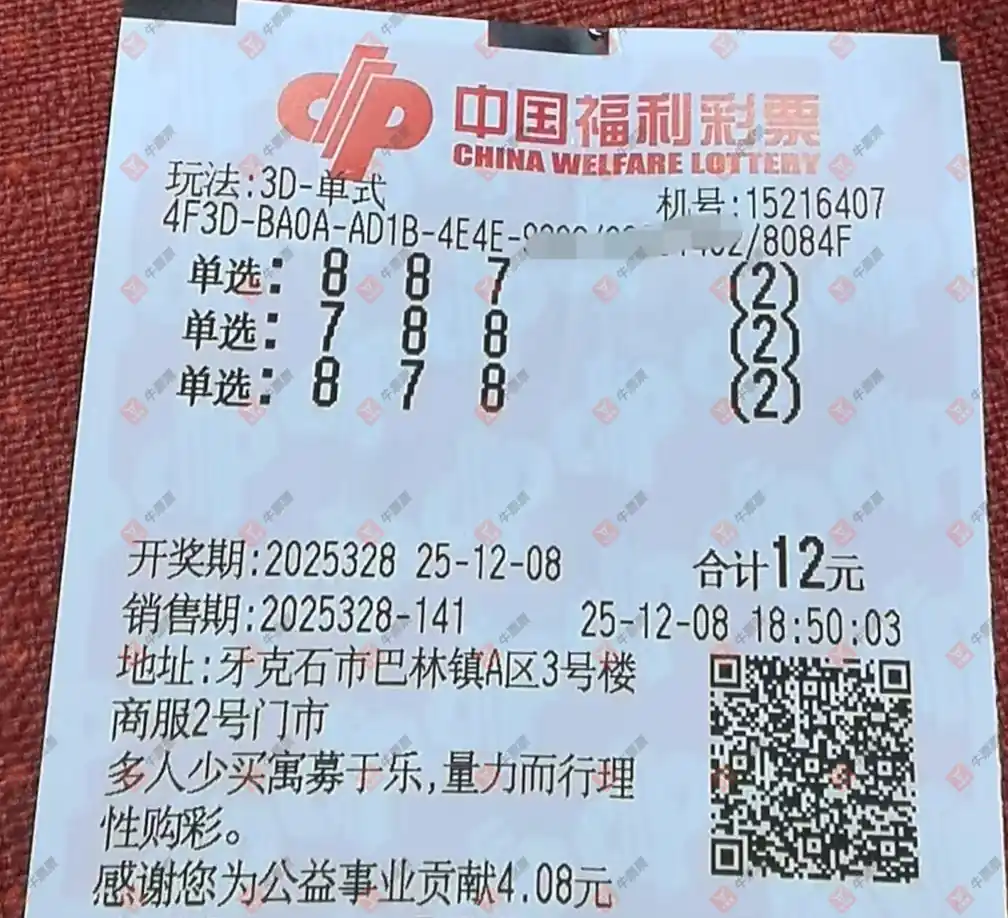 中国福利彩票
CHINA WELFARE LOTTERY
玩法:3D-单式
机号:15216407
4F3D-BA0A-AD1B-4E4E- /8084F
单选: 8 8 7 (2)
单选: 7 8 8 (2)
单选: 8 7 8 (2)
开奖期:2025328 25-12-08 合计12元
销售期:2025328-141 25-12-08 18:50:03
地址:牙克石市巴林镇A区3号楼
商服2号门市
多人少买寓募于乐,量力而行理
性购彩。
感谢您为公益事业贡献4.08元